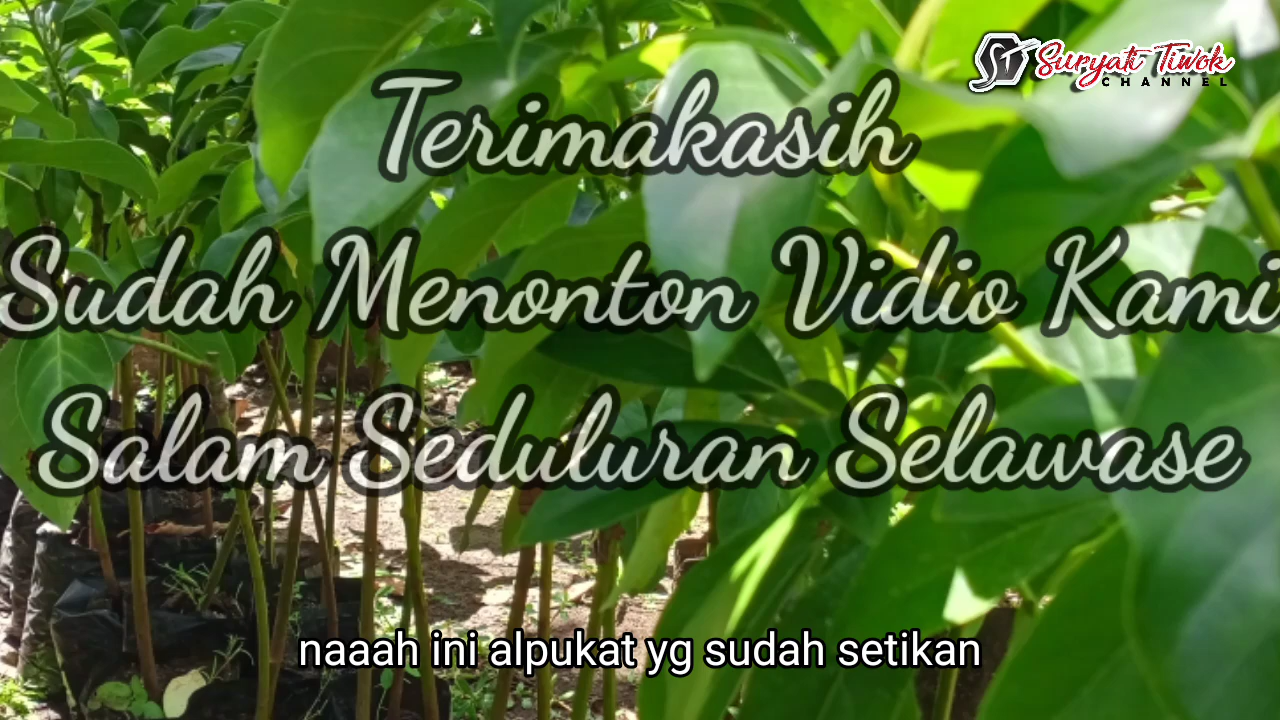 Suryati Tiwok
CHANNEL
Terimakasih
Sudah Menonton Vidio Kami
Salam Seduluran Selawase
naaah ini alpukat yg sudah setikan